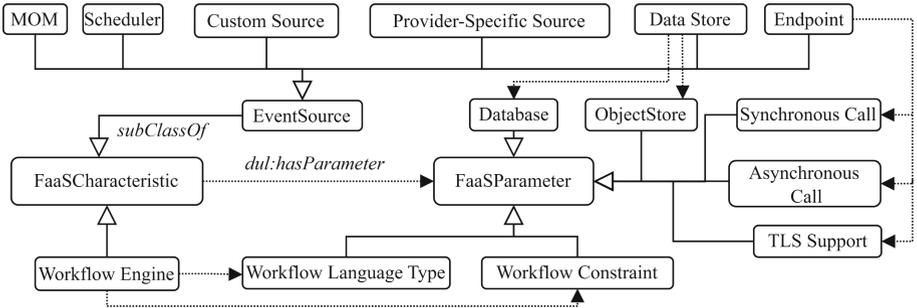 MOM
Scheduler
Custom Source
Provider-Specific Source
Data Store
Endpoint
EventSource
Database
ObjectStore
Synchronous Call
subClassOf
FaaSCharacteristic
dul:hasParameter
FaaSParameter
Asynchronous
Call
TLS Support
Workflow Engine
Workflow Language Type
Workflow Constraint